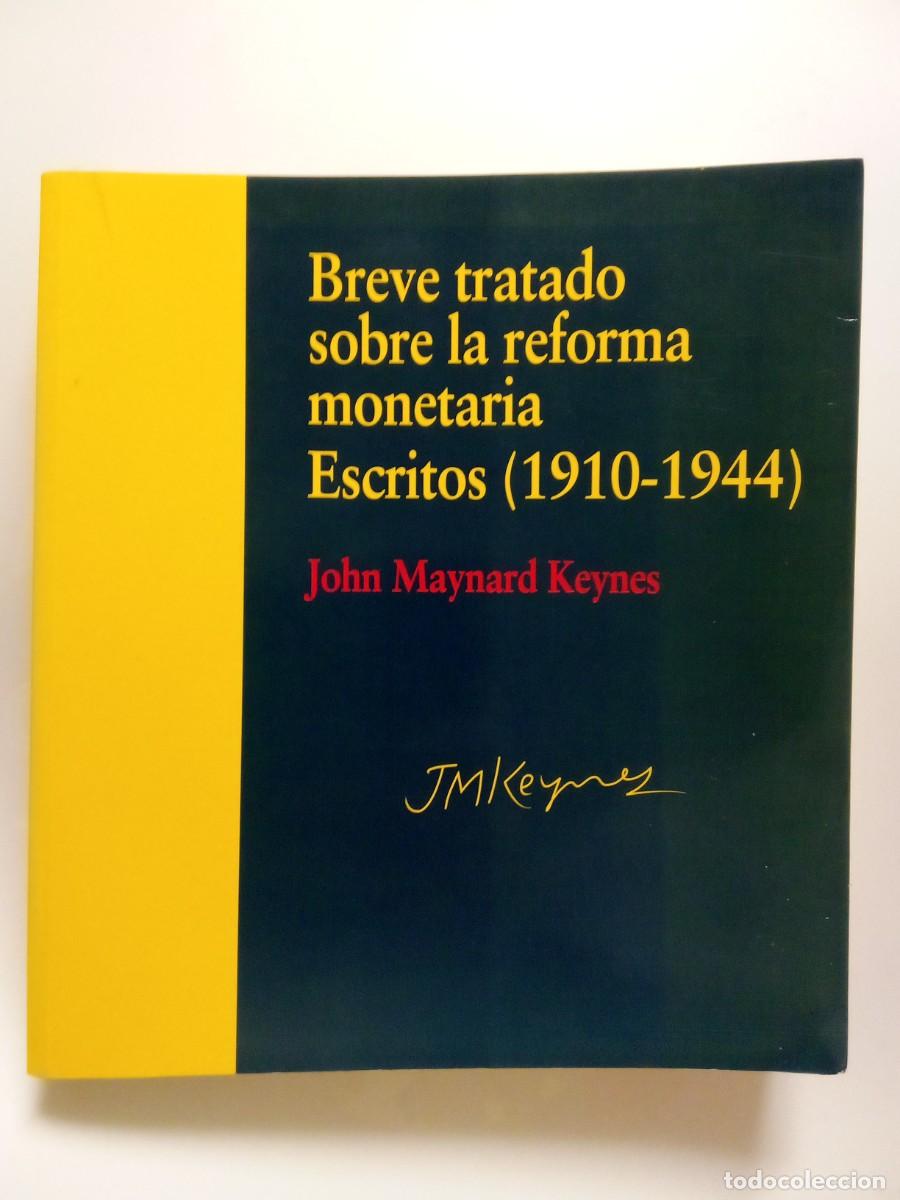 Breve tratado
sobre la reforma
monetaria
Escritos (1910-1944)
John Maynard Keynes
JMKeynes
todocoleccion